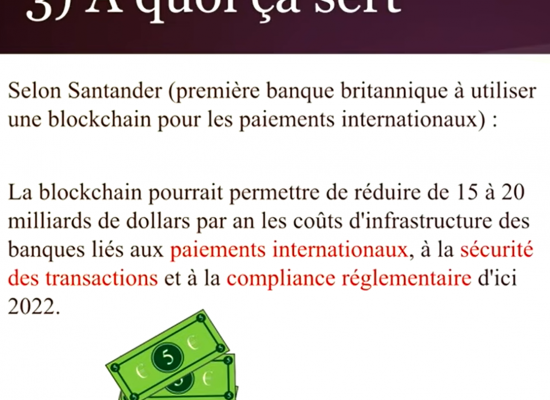 3) A quoi ça sert
Selon Santander (première banque britannique à utiliser
une blockchain pour les paiements internationaux) :
La blockchain pourrait permettre de réduire de 15 à 20
milliards de dollars par an les coûts d'infrastructure des
banques liés aux paiements internationaux, à la sécurité
des transactions et à la compliance réglementaire d'ici
2022.
€ 5 €
5 €